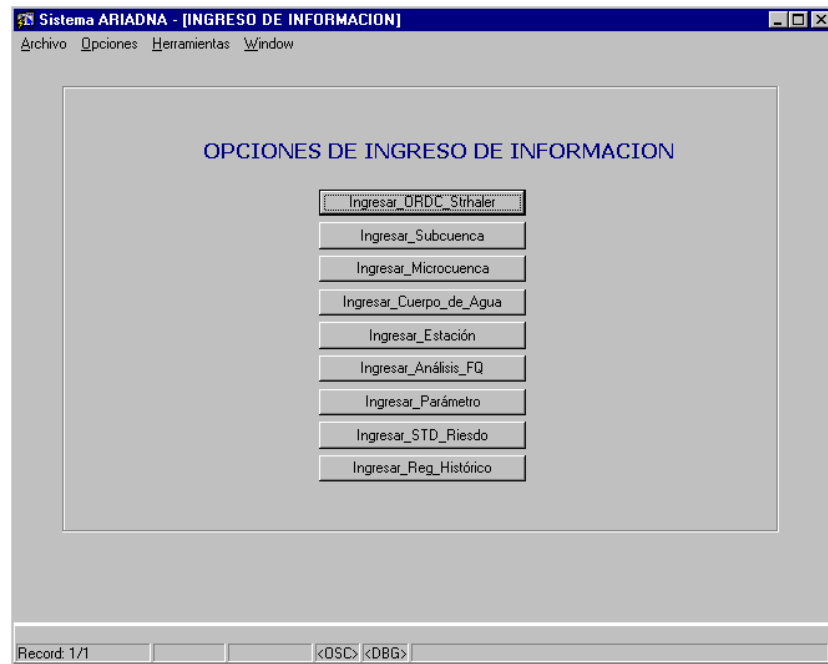 Sistema ARIADNA - [INGRESO DE INFORMACION]
Archivo Opciones Herramientas Window
OPCIONES DE INGRESO DE INFORMACION
Ingresar_ORDC_Strhaler
Ingresar_Subcuenca
Ingresar_Microcuenca
Ingresar_Cuerpo_de_Agua
Ingresar_Estación
Ingresar_Análisis_FQ
Ingresar_Parámetro
Ingresar_STD_Riesdo
Ingresar_Reg_Histórico
Record: 1/1 <OSC> <DBG>